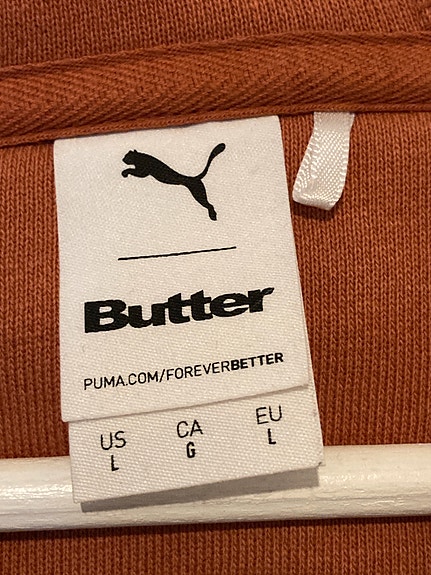 Butter
PUMA.COM/FOREVERBETTER
US CA EU
L G L